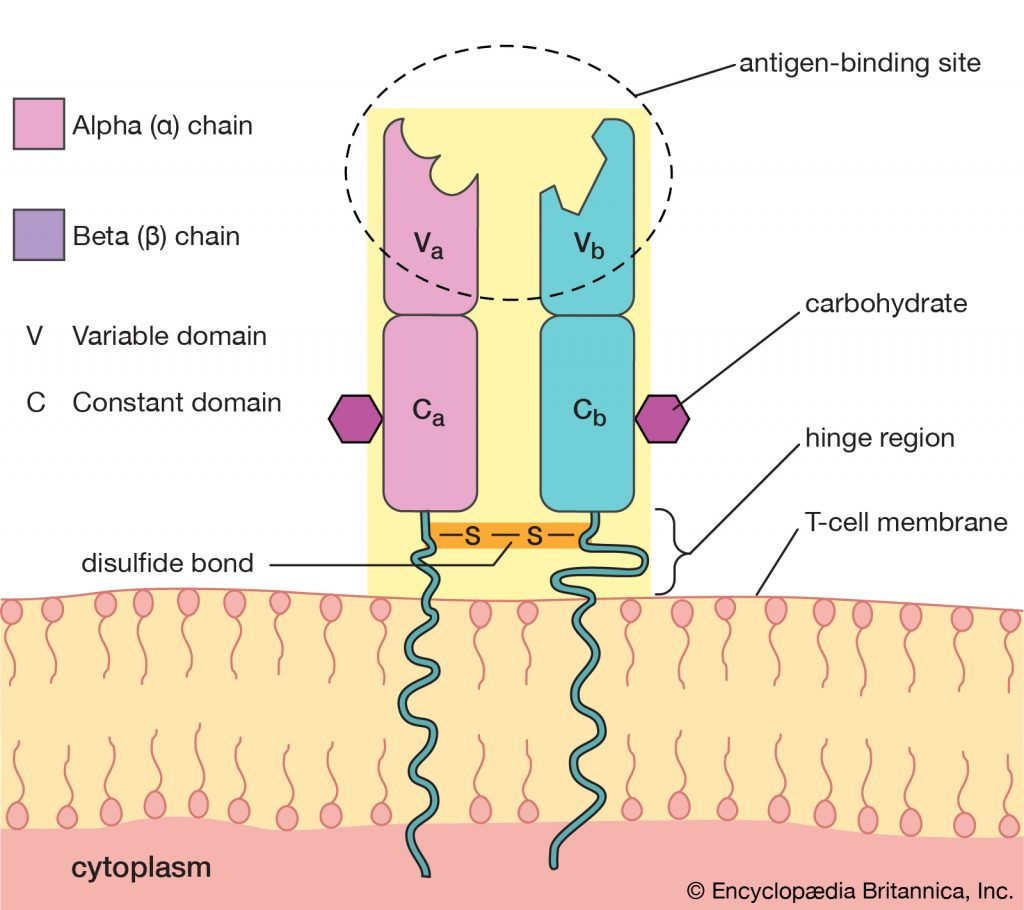 antigen-binding site
Alpha (α) chain
Beta (β) chain
Va
Vb
V Variable domain
C Constant domain
carbohydrate
Ca
Cb
hinge region
T-cell membrane
S
S
disulfide bond
cytoplasm
© Encyclopædia Britannica, Inc.